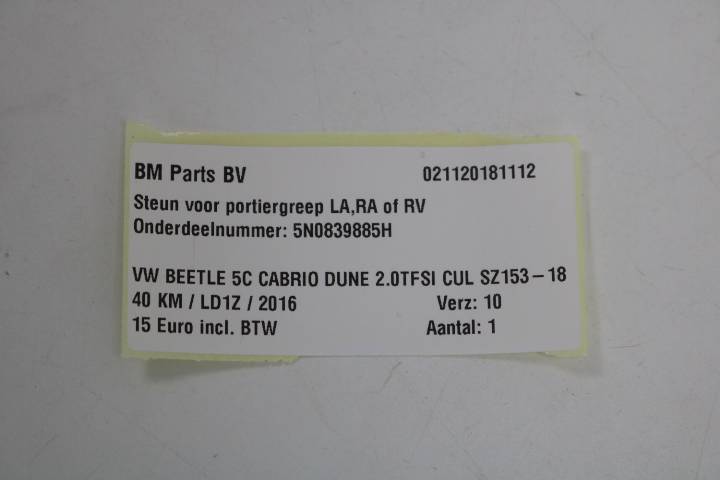 BM Parts BV 021120181112
Steun voor portiergreep LA,RA of RV
Onderdeelnummer: 5N0839885H
VW BEETLE 5C CABRIO DUNE 2.0TFSI CUL SZ153-18
40 KM / LD1Z / 2016 Verz: 10
15 Euro incl. BTW Aantal: 1